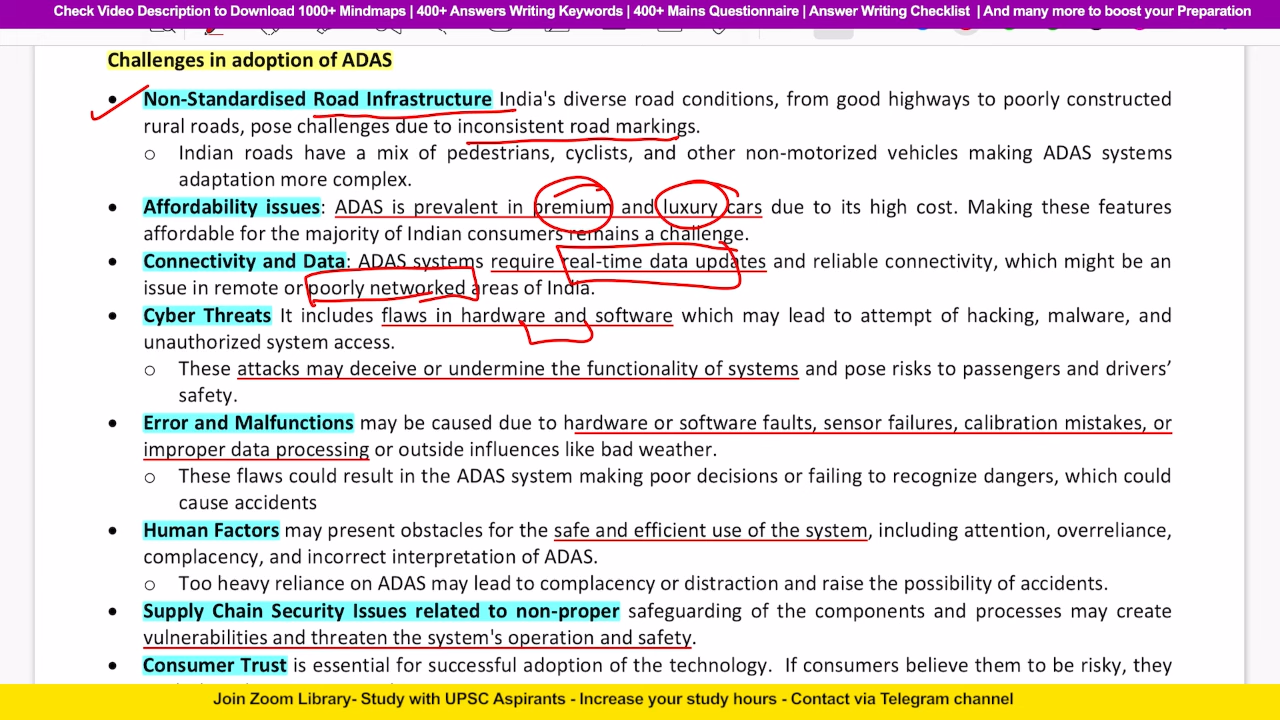 Check Video Description to Download 1000+ Mindmaps | 400+ Answers Writing Keywords | 400+ Mains Questionnaire | Answer Writing Checklist | And many more to boost your Preparation
Challenges in adoption of ADAS
• Non-Standardised Road Infrastructure India's diverse road conditions, from good highways to poorly constructed
rural roads, pose challenges due to inconsistent road markings.
o Indian roads have a mix of pedestrians, cyclists, and other non-motorized vehicles making ADAS systems
adaptation more complex.
• Affordability issues: ADAS is prevalent in premium and luxury cars due to its high cost. Making these features
affordable for the majority of Indian consumers remains a challenge.
• Connectivity and Data: ADAS systems require real-time data updates and reliable connectivity, which might be an
issue in remote or poorly networked areas of India.
• Cyber Threats It includes flaws in hardware and software which may lead to attempt of hacking, malware, and
unauthorized system access.
o These attacks may deceive or undermine the functionality of systems and pose risks to passengers and drivers’
safety.
• Error and Malfunctions may be caused due to hardware or software faults, sensor failures, calibration mistakes, or
improper data processing or outside influences like bad weather.
o These flaws could result in the ADAS system making poor decisions or failing to recognize dangers, which could
cause accidents
• Human Factors may present obstacles for the safe and efficient use of the system, including attention, overreliance,
complacency, and incorrect interpretation of ADAS.
o Too heavy reliance on ADAS may lead to complacency or distraction and raise the possibility of accidents.
• Supply Chain Security Issues related to non-proper safeguarding of the components and processes may create
vulnerabilities and threaten the system's operation and safety.
• Consumer Trust is essential for successful adoption of the technology. If consumers believe them to be risky, they
Join Zoom Library- Study with UPSC Aspirants - Increase your study hours - Contact via Telegram channel